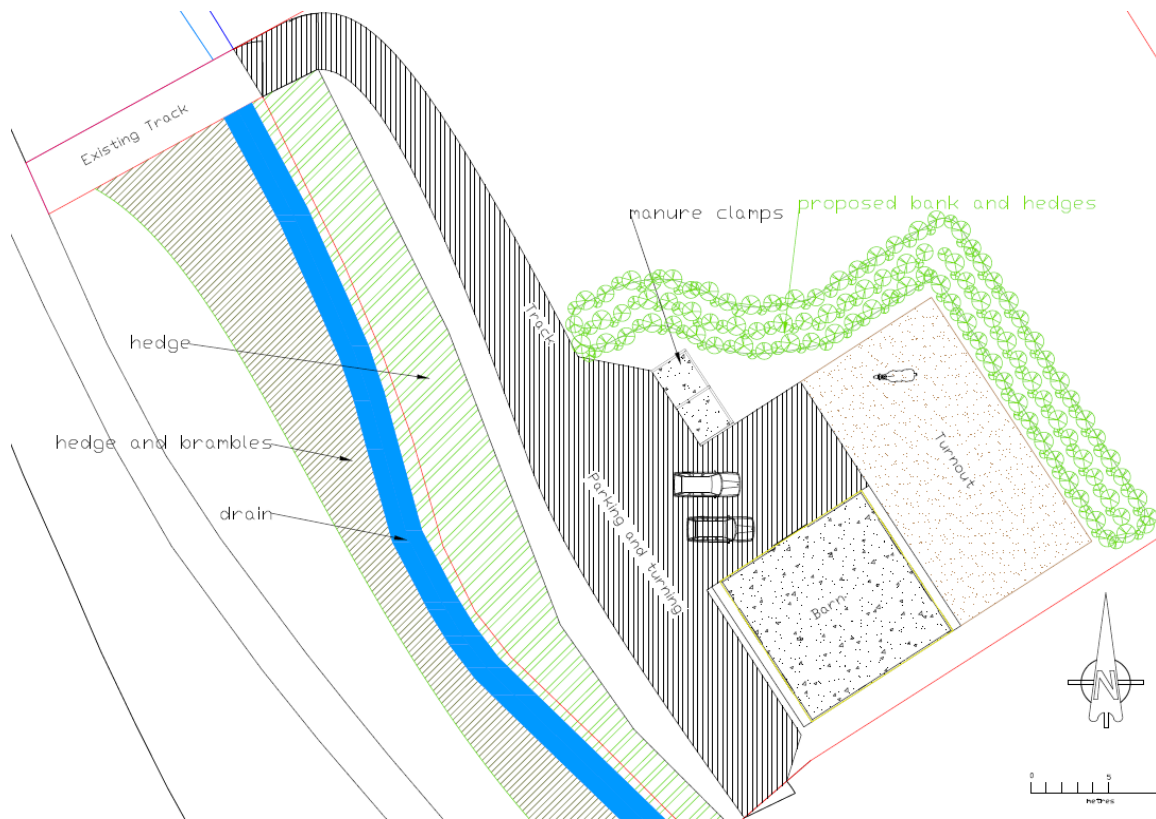 Existing Track
manure clamps
proposed bank and hedges
Track
hedge
hedge and brambles
drain
Turnout
Parking and turning
Barn
N
0 5
metres